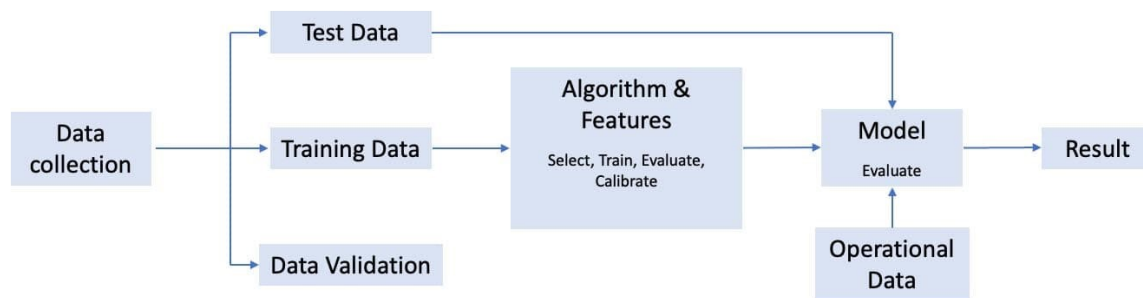 Test Data
Data
collection
Training Data
Data Validation
Algorithm &
Features
Select, Train, Evaluate,
Calibrate
Model
Evaluate
Operational
Data
Result